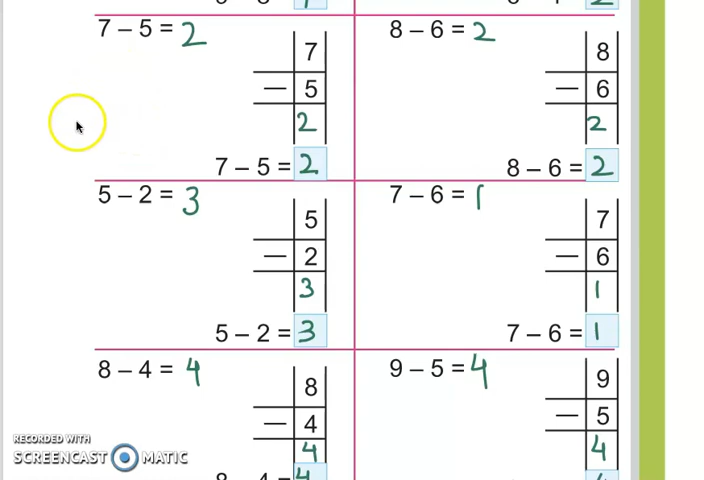 7 – 5 = 2
7
– 5
2
7 – 5 = 2
8 – 6 = 2
8
– 6
2
8 – 6 = 2
5 – 2 = 3
5
– 2
3
5 – 2 = 3
7 – 6 = 1
7
– 6
1
7 – 6 = 1
8 – 4 = 4
8
– 4
4
9 – 5 = 4
9
– 5
4
RECORDED WITH
SCREENCAST MATIC